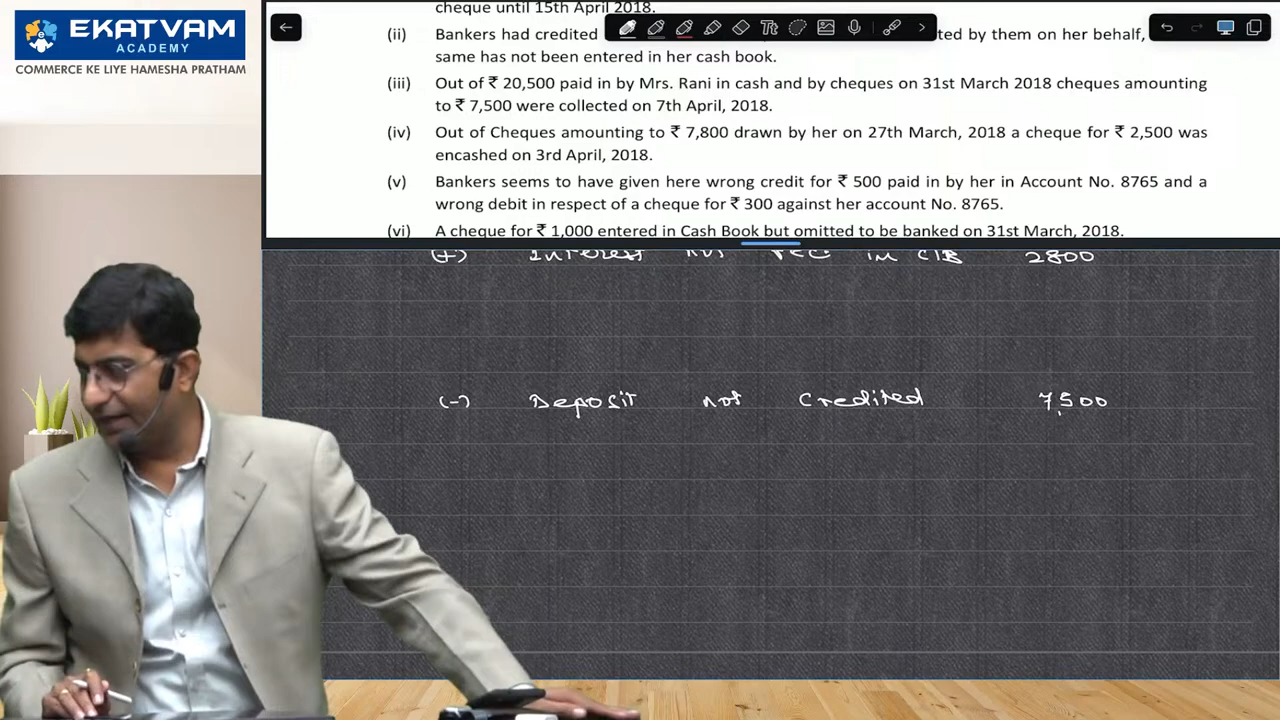 EKATVAM
ACADEMY
COMMERCE KE LIYE HAMESHA PRATHAM
cheque until 15th April 2018.
(ii) Bankers had credited ted by them on her behalf,
same has not been entered in her cash book.
(iii) Out of ₹ 20,500 paid in by Mrs. Rani in cash and by cheques on 31st March 2018 cheques amounting
to ₹ 7,500 were collected on 7th April, 2018.
(iv) Out of Cheques amounting to ₹ 7,800 drawn by her on 27th March, 2018 a cheque for ₹ 2,500 was
encashed on 3rd April, 2018.
(v) Bankers seems to have given here wrong credit for ₹ 500 paid in by her in Account No. 8765 and a
wrong debit in respect of a cheque for ₹ 300 against her account No. 8765.
(vi) A cheque for ₹ 1,000 entered in Cash Book but omitted to be banked on 31st March, 2018.
(+) Interest not rec in C/B 2800
(-) Deposit not Credited 7,500